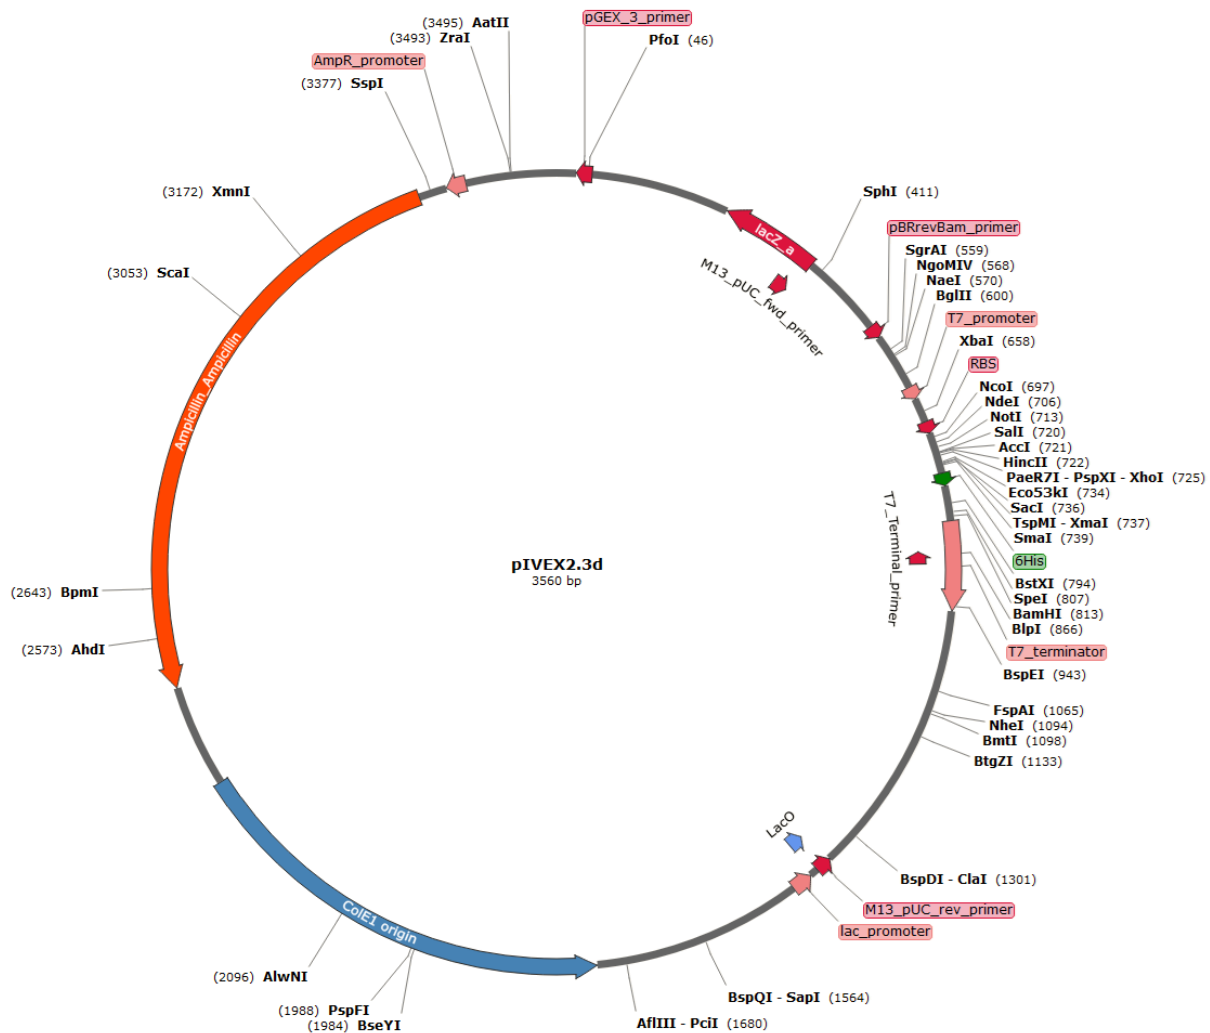 pGEX_3_primer
(3495) AatII
(3493) ZraI
PfoI (46)
AmpR_promoter
(3377) SspI
(3172) XmnI
SphI (411)
pBRrevBam_primer
lacZ_a
SgrAI (559)
M13_pUC_fwd_primer
NgoMIV (568)
(3053) ScaI
NaeI (570)
BglII (600)
T7_promoter
XbaI (658)
RBS
Ampicillin_Ampicillin
NcoI (697)
NdeI (706)
NotI (713)
SalI (720)
AccI (721)
HincII (722)
PaeR7I - PspXI - XhoI (725)
Eco53kI (734)
SacI (736)
TspMI - XmaI (737)
SmaI (739)
T7_Terminal_primer
pIVEX2.3d
3560 bp
6His
BstXI (794)
(2643) BpmI
SpeI (807)
BamHI (813)
BlpI (866)
(2573) AhdI
T7_terminator
BspEI (943)
FspAI (1065)
NheI (1094)
BmtI (1098)
BtgZI (1133)
LacO
BspDI - ClaI (1301)
M13_pUC_rev_primer
ColE1 origin
lac_promoter
(2096) AlwNI
BspQI - SapI (1564)
(1988) PspFI
(1984) BseYI
AflIII - PciI (1680)